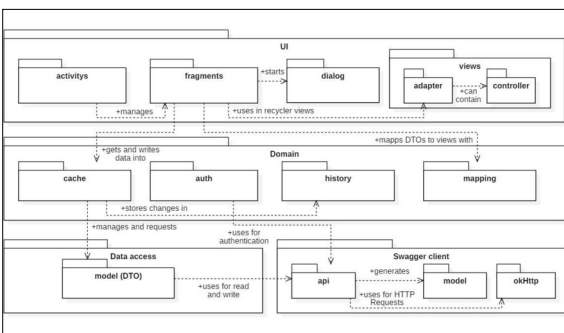 UI
activitys
fragments
+starts
dialog
views
adapter
+can
contain
controller
+manages
+uses in recycler views
+gets and writes
data into
+mapps DTOs to views with
Domain
cache
auth
history
mapping
+stores changes in
+manages and requests
+uses for
authentication
Data access
model (DTO)
+uses for read
and write
Swagger client
api
+generates
model
okHttp
+uses for HTTP
Requests